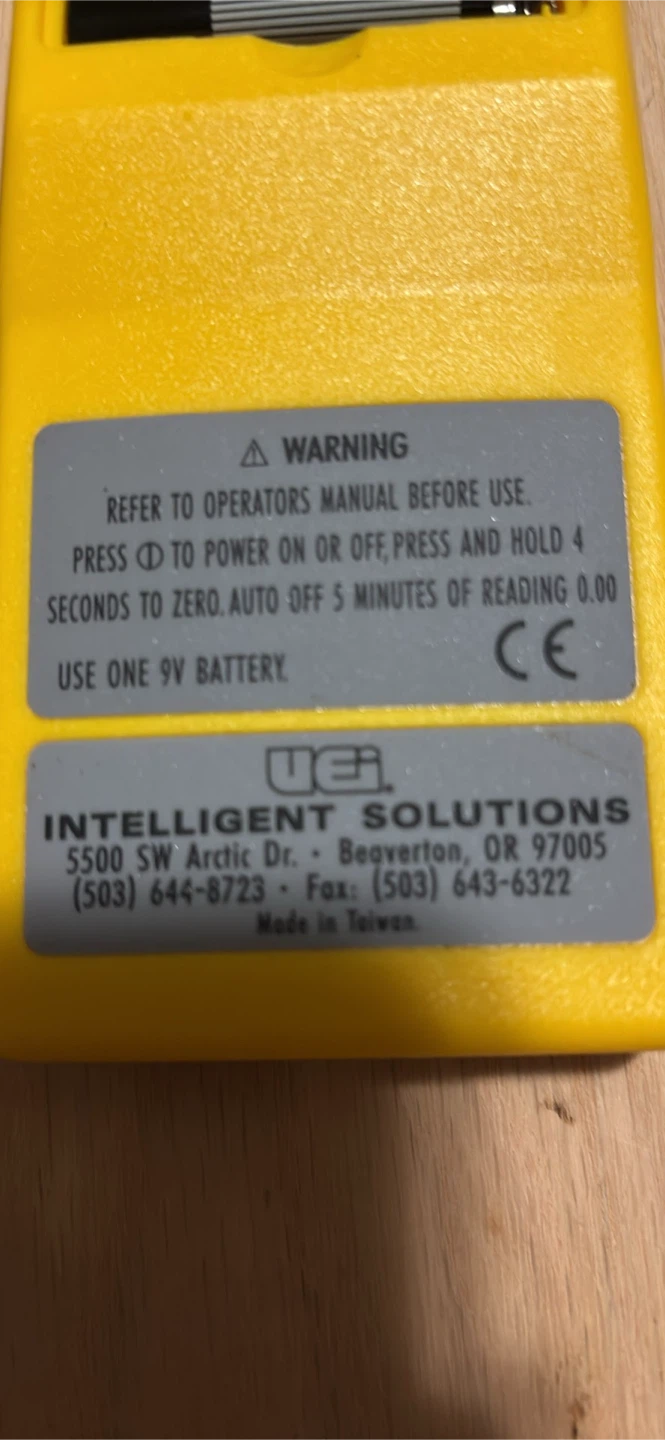 ⚠ WARNING
REFER TO OPERATORS MANUAL BEFORE USE.
PRESS ⏼ TO POWER ON OR OFF, PRESS AND HOLD 4
SECONDS TO ZERO. AUTO OFF 5 MINUTES OF READING 0.00
USE ONE 9V BATTERY. CE
UEi.
INTELLIGENT SOLUTIONS
5500 SW Arctic Dr. • Beaverton, OR 97005
(503) 644-8723 • Fax: (503) 643-6322
Made in Taiwan.